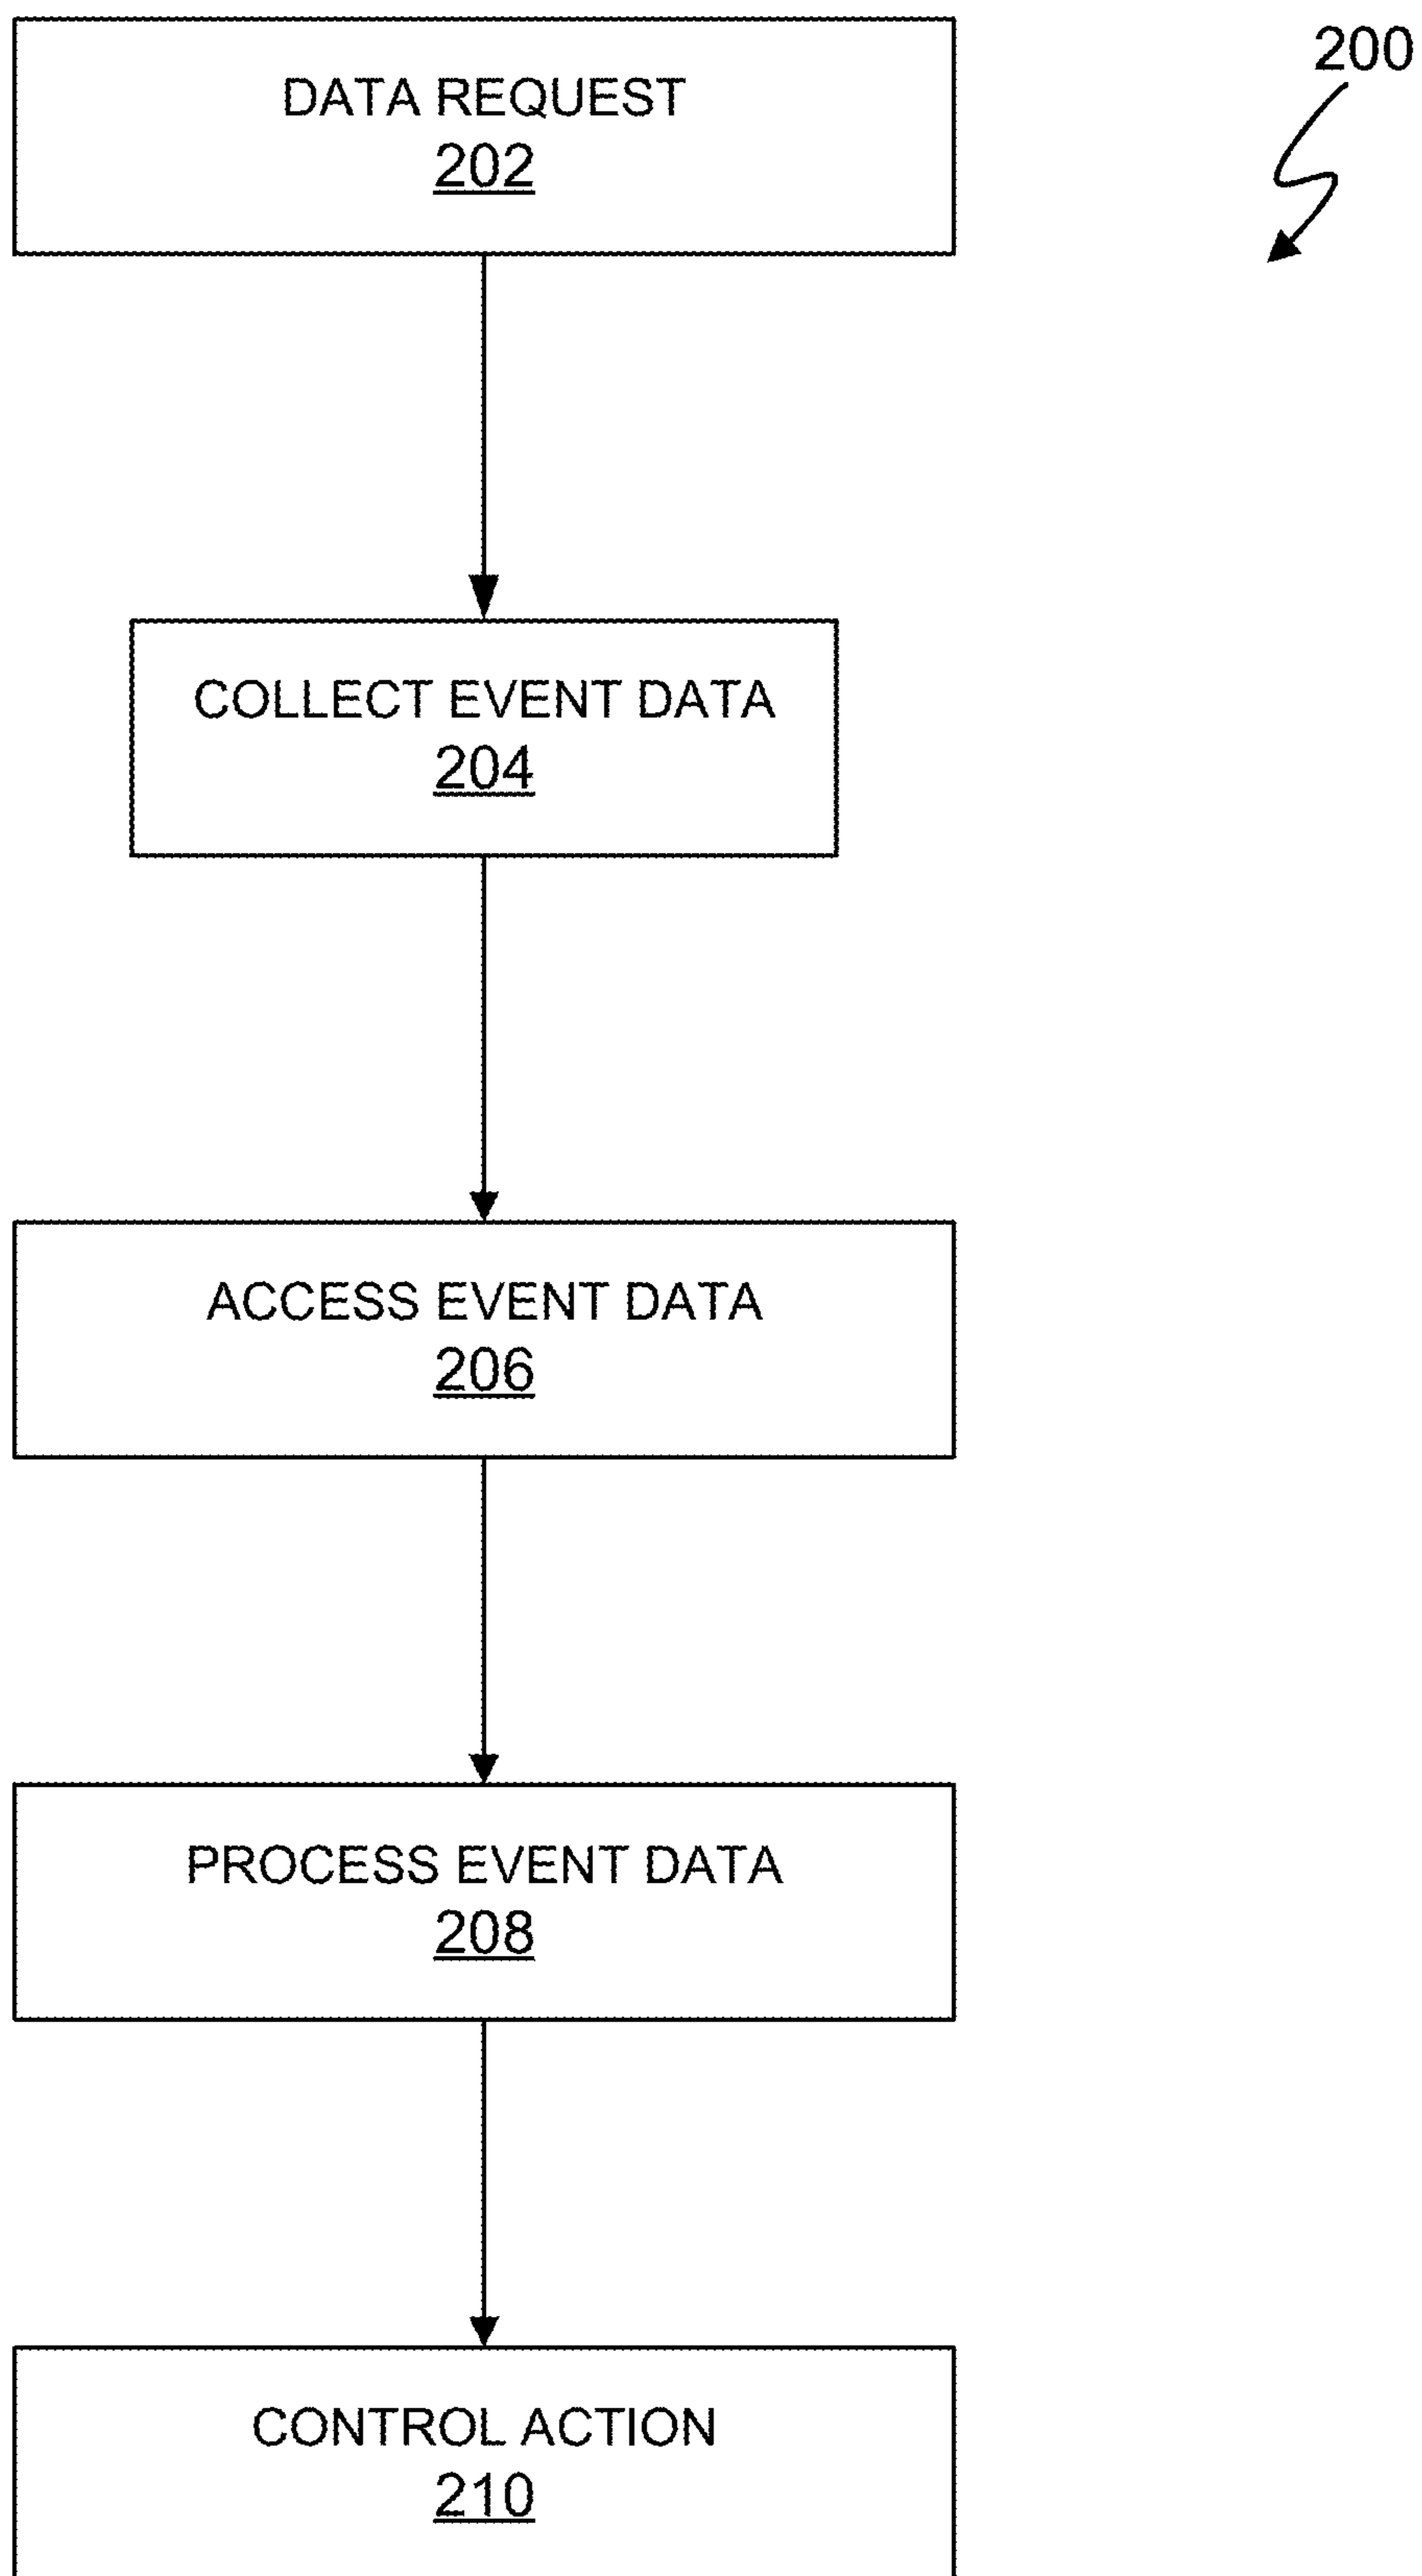 200
DATA REQUEST
202
COLLECT EVENT DATA
204
ACCESS EVENT DATA
206
PROCESS EVENT DATA
208
CONTROL ACTION
210